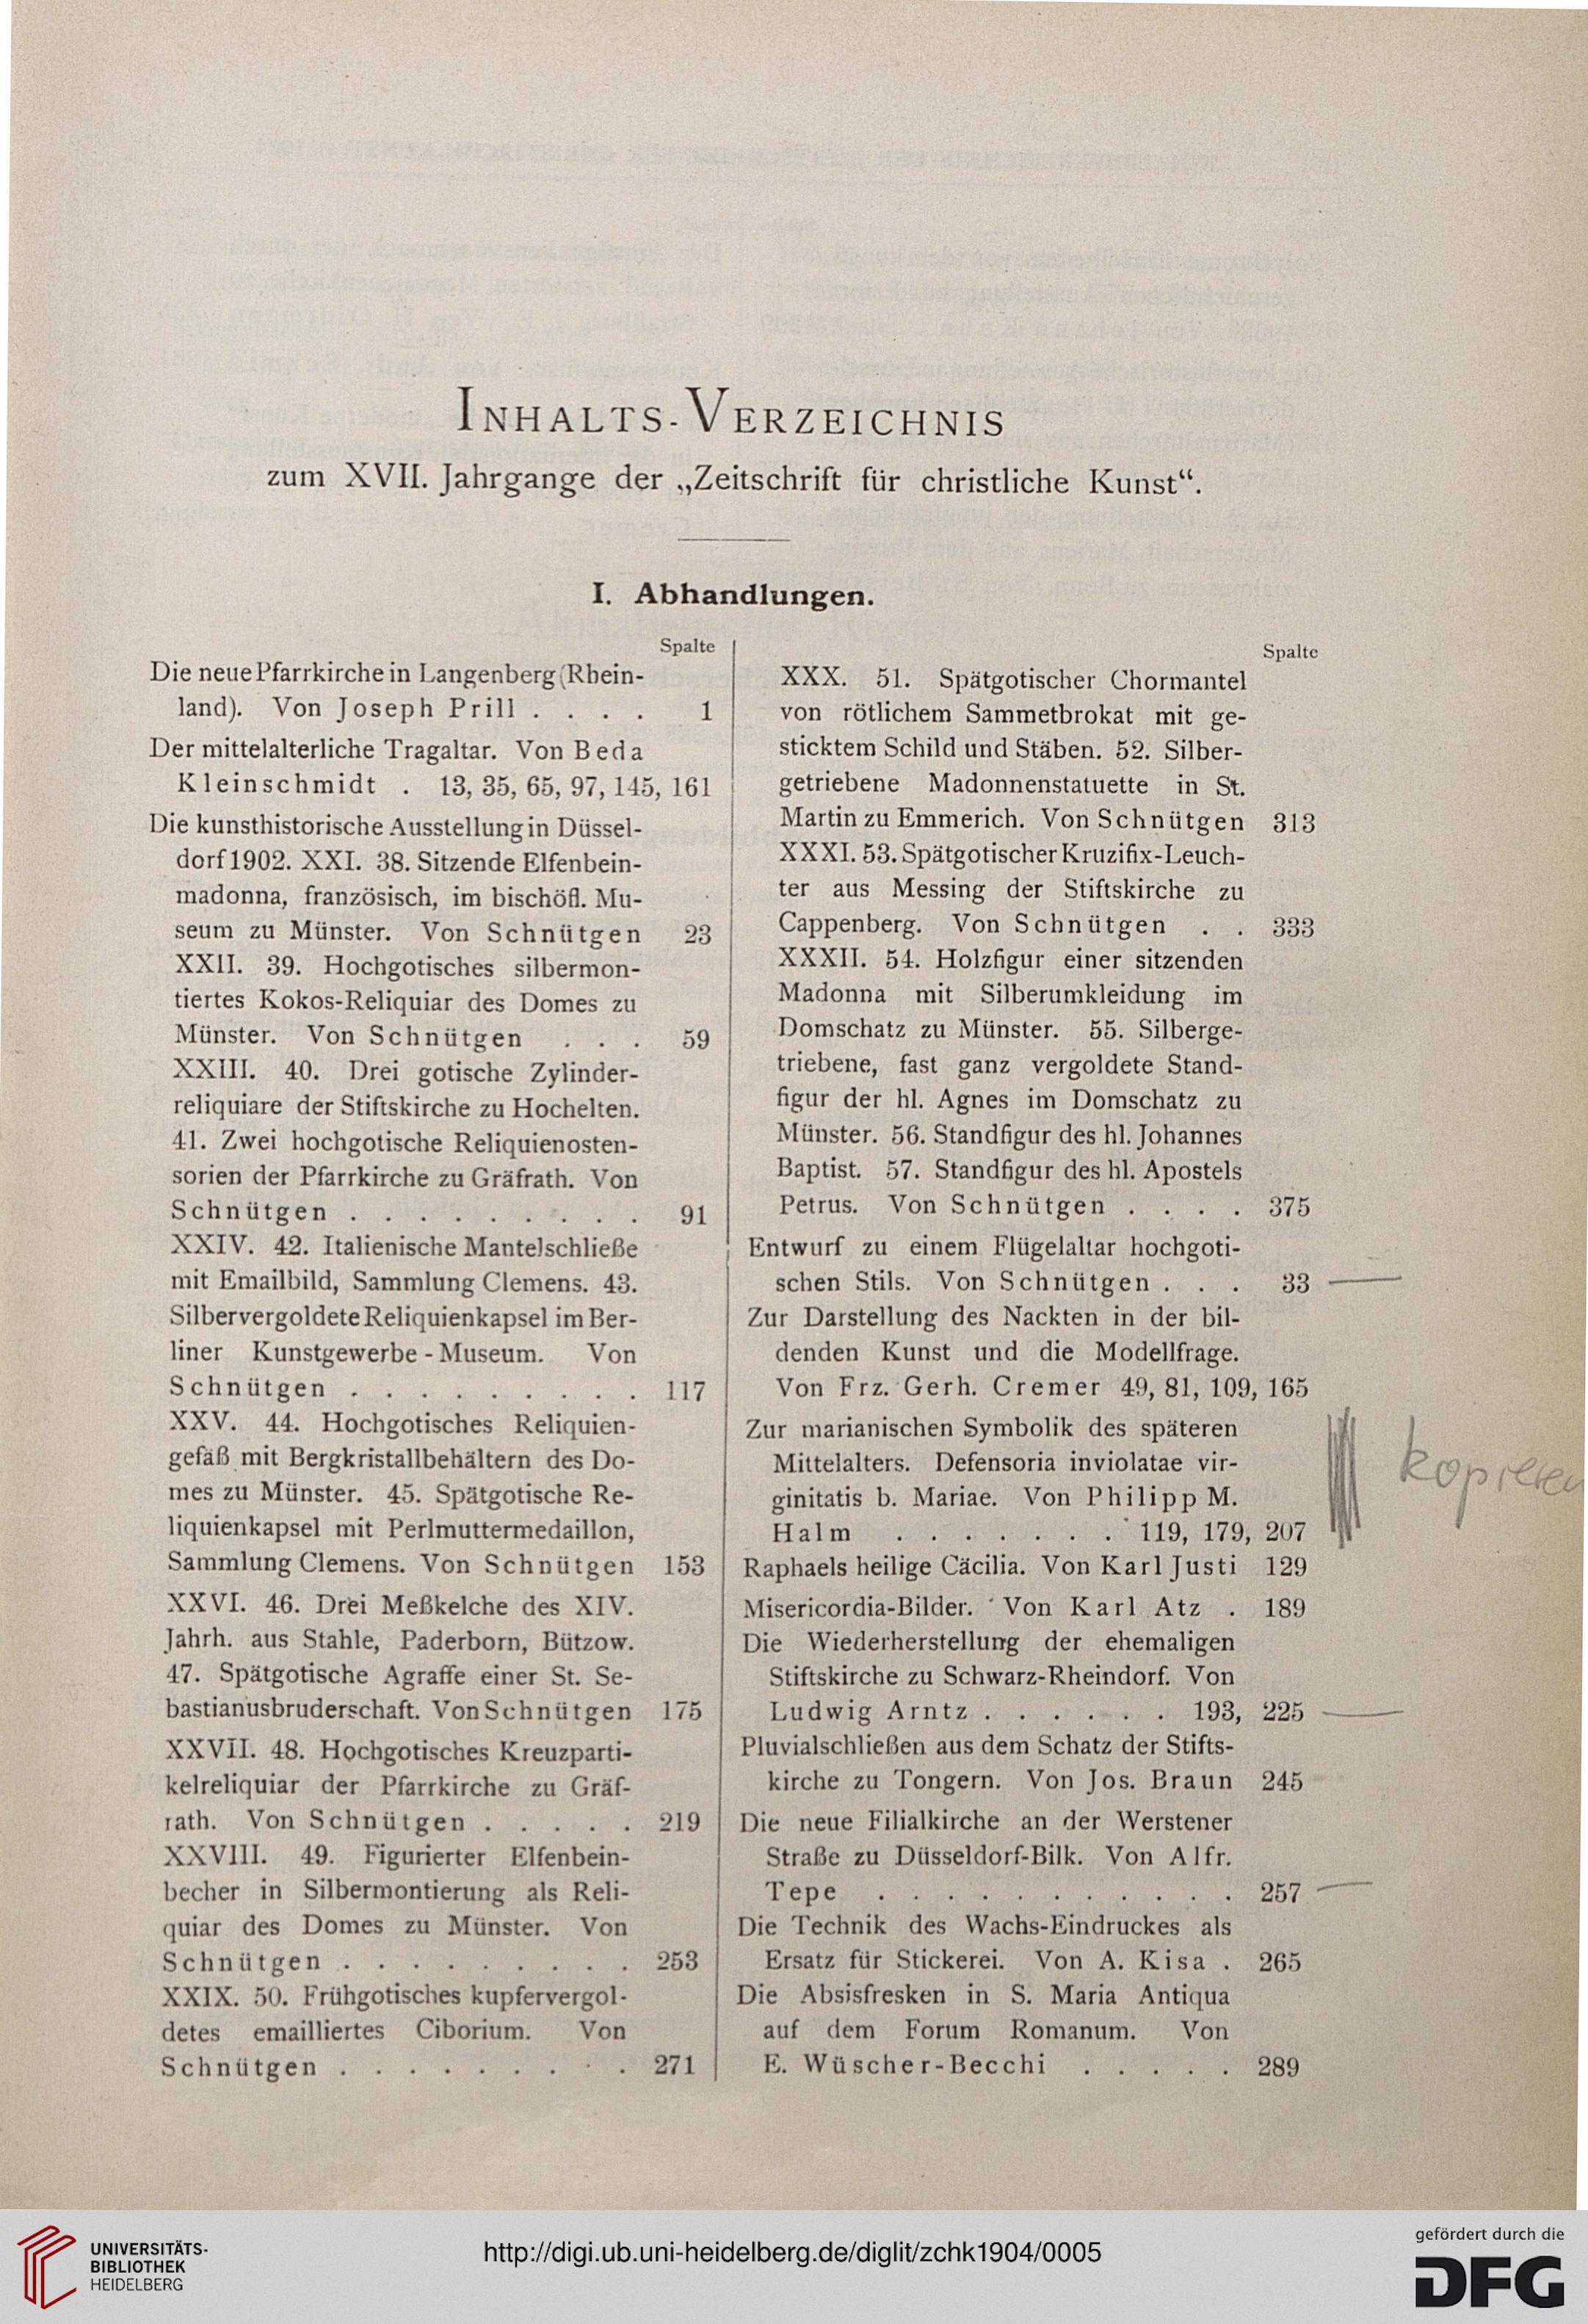 INHALTS-VERZEICHNIS
zum XVII. Jahrgange der „Zeitschrift für christliche Kunst“.
I. Abhandlungen.
Spalte
Die neue Pfarrkirche in Langenberg (Rhein-
land). Von Joseph Prill . . . . 1
Der mittelalterliche Tragaltar. Von Beda
Kleinschmidt . 13, 35, 65, 97, 145, 161
Die kunsthistorische Ausstellung in Düssel-
dorf 1902. XXI. 38. Sitzende Elfenbein-
madonna, französisch, im bischöfl. Mu-
seum zu Münster. Von Schnütgen 23
XXII. 39. Hochgotisches silbermon-
tiertes Kokos-Reliquiar des Domes zu
Münster. Von Schnütgen . . . 59
XXIII. 40. Drei gotische Zylinder-
reliquiare der Stiftskirche zu Hochelten.
41. Zwei hochgotische Reliquienosten-
sorien der Pfarrkirche zu Gräfrath. Von
Schnütgen . . . . . . . . . 91
XXIV. 42. Italienische Mantelschließe
mit Emailbild, Sammlung Clemens. 43.
Silbervergoldete Reliquienkapsel im Ber-
liner Kunstgewerbe-Museum. Von
Schnütgen . . . . . . . . . 117
XXV. 44. Hochgotisches Reliquien-
gefäß mit Bergkristallbehältern des Do-
mes zu Münster. 45. Spätgotische Re-
liquienkapsel mit Perlmuttermedaillon,
Sammlung Clemens. Von Schnütgen 153
XXVI. 46. Drei Meßkelche des XIV.
Jahrh. aus Stahle, Paderborn, Bützow.
47. Spätgotische Agraffe einer St. Se-
bastianusbruderschaft. Von Schnütgen 175
XXVII. 48. Hochgotisches Kreuzparti-
kelreliquiar der Pfarrkirche zu Gräf-
rath. Von Schnütgen . . . . . 219
XXVIII. 49. Figurierter Elfenbein-
becher in Silbermontierung als Reli-
quiar des Domes zu Münster. Von
Schnütgen . . . . . . . . . 253
XXIX. 50. Frühgotisches kupfervergol-
detes emailliertes Ciborium. Von
Schnütgen . . . . . . . . . 271
Spalte
XXX. 51. Spätgotischer Chormantel
von rötlichem Sammetbrokat mit ge-
sticktem Schild und Stäben. 52. Silber-
getriebene Madonnenstatuette in St.
Martin zu Emmerich. Von Schnütgen 313
XXXI. 53. Spätgotischer Kruzifix-Leuch-
ter aus Messing der Stiftskirche zu
Cappenberg. Von Schnütgen . . 333
XXXII. 54. Holzfigur einer sitzenden
Madonna mit Silberumkleidung im
Domschatz zu Münster. 55. Silberge-
triebene, fast ganz vergoldete Stand-
figur der hl. Agnes im Domschatz zu
Münster. 56. Standfigur des hl. Johannes
Baptist. 57. Standfigur des hl. Apostels
Petrus. Von Schnütgen . . . . 375
Entwurf zu einem Flügelaltar hochgoti-
schen Stils. Von Schnütgen . . . 33
Zur Darstellung des Nackten in der bil-
denden Kunst und die Modellfrage.
Von Frz. Gerh. Cremer 49, 81, 109, 165
Zur marianischen Symbolik des späteren
Mittelalters. Defensoria inviolatae vir-
ginitatis b. Mariae. Von Philipp M.
Halm . . . . . . . 119, 179, 207
kopieren
Raphaels heilige Cäcilia. Von Karl Justi 129
Misericordia-Bilder. Von Karl Atz . 189
Die Wiederherstellung der ehemaligen
Stiftskirche zu Schwarz-Rheindorf. Von
Ludwig Arntz . . . . . . 193, 225
Pluvialschließen aus dem Schatz der Stifts-
kirche zu Tongern. Von Jos. Braun 245
Die neue Filialkirche an der Werstener
Straße zu Düsseldorf-Bilk. Von Alfr.
Tepe . . . . . . . . . . . 257
Die Technik des Wachs-Eindruckes als
Ersatz für Stickerei. Von A. Kisa . 265
Die Absisfresken in S. Maria Antiqua
auf dem Forum Romanum. Von
E. Wüscher-Becchi . . . . . 289
UNIVERSITÄTS-
BIBLIOTHEK
HEIDELBERG
http://digi.ub.uni-heidelberg.de/diglit/zchk1904/0005
gefördert durch die
DFG